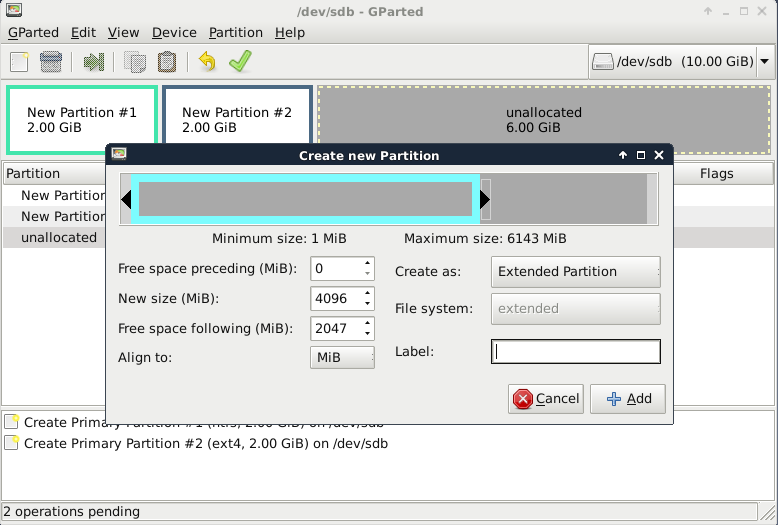 /dev/sdb - GParted
GParted Edit View Device Partition Help
/dev/sdb (10.00 GiB)
New Partition #1
2.00 GiB
New Partition #2
2.00 GiB
unallocated
6.00 GiB
Create new Partition
Partition
Flags
New Partition
New Partition
unallocated
Minimum size: 1 MiB
Maximum size: 6143 MiB
Free space preceding (MiB): 0
Create as: Extended Partition
New size (MiB): 4096
File system: extended
Free space following (MiB): 2047
Label:
Align to: MiB
Cancel
Add
Create Primary Partition #1 (ntfs, 2.00 GiB) on /dev/sdb
Create Primary Partition #2 (ext4, 2.00 GiB) on /dev/sdb
2 operations pending